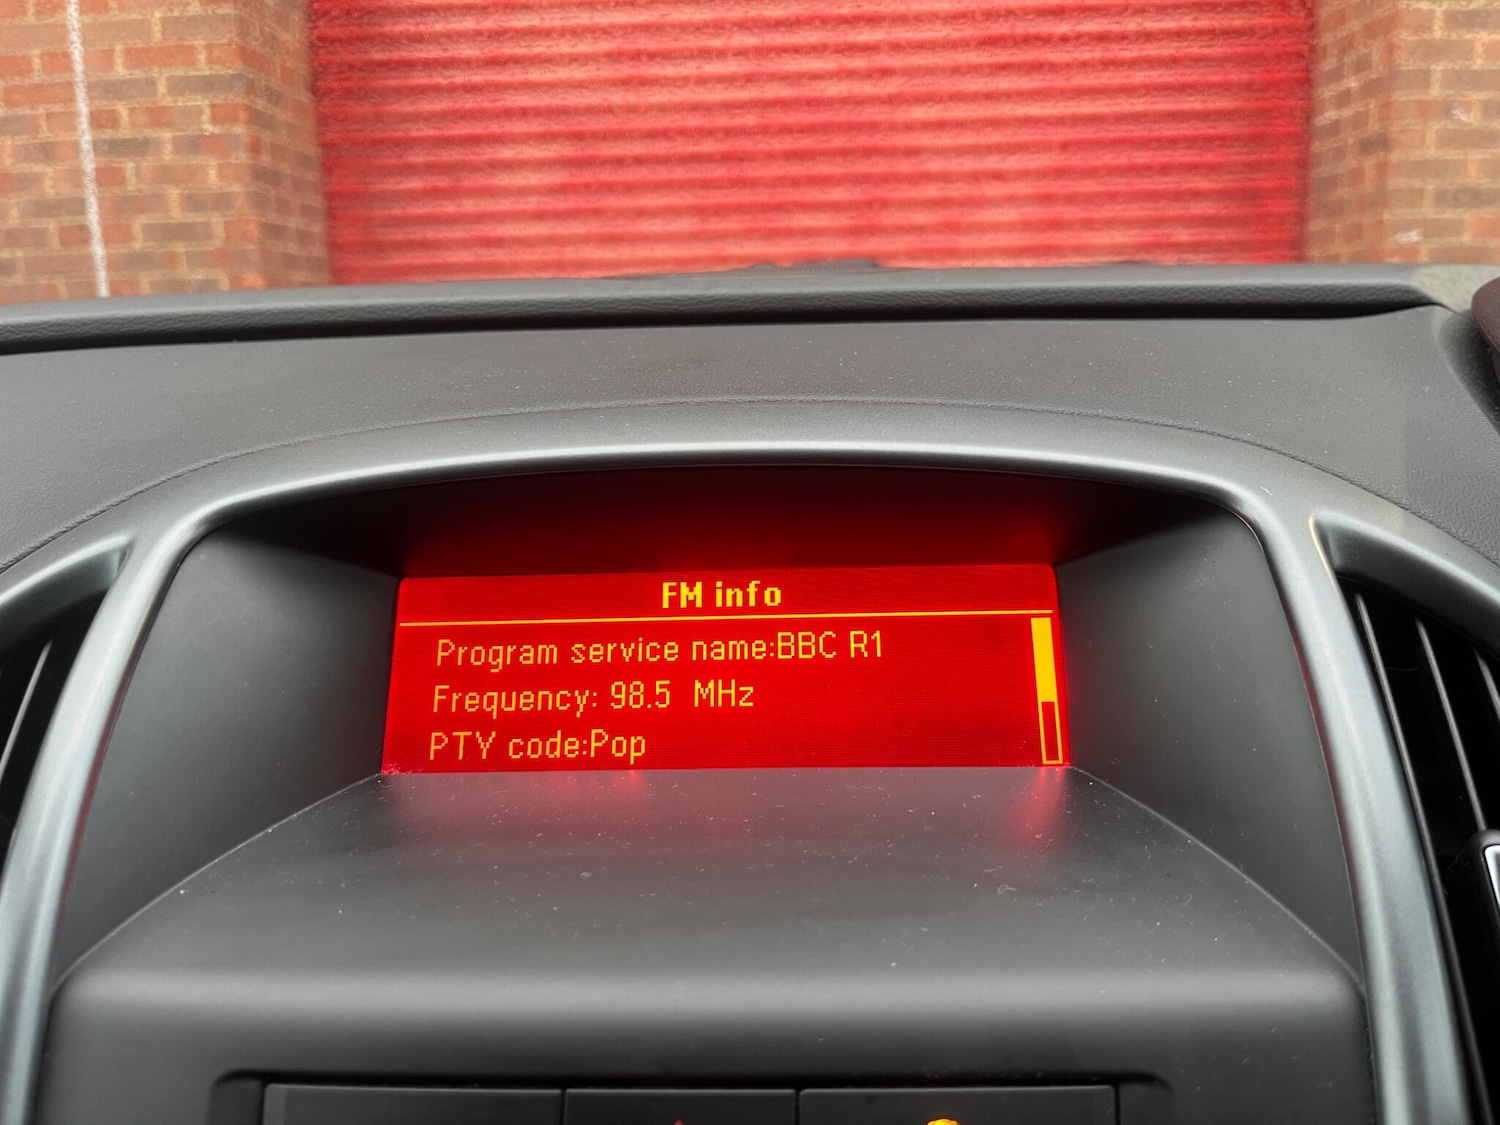 FM info
Program service name:BBC R1
Frequency: 98.5 MHz
PTY code:Pop